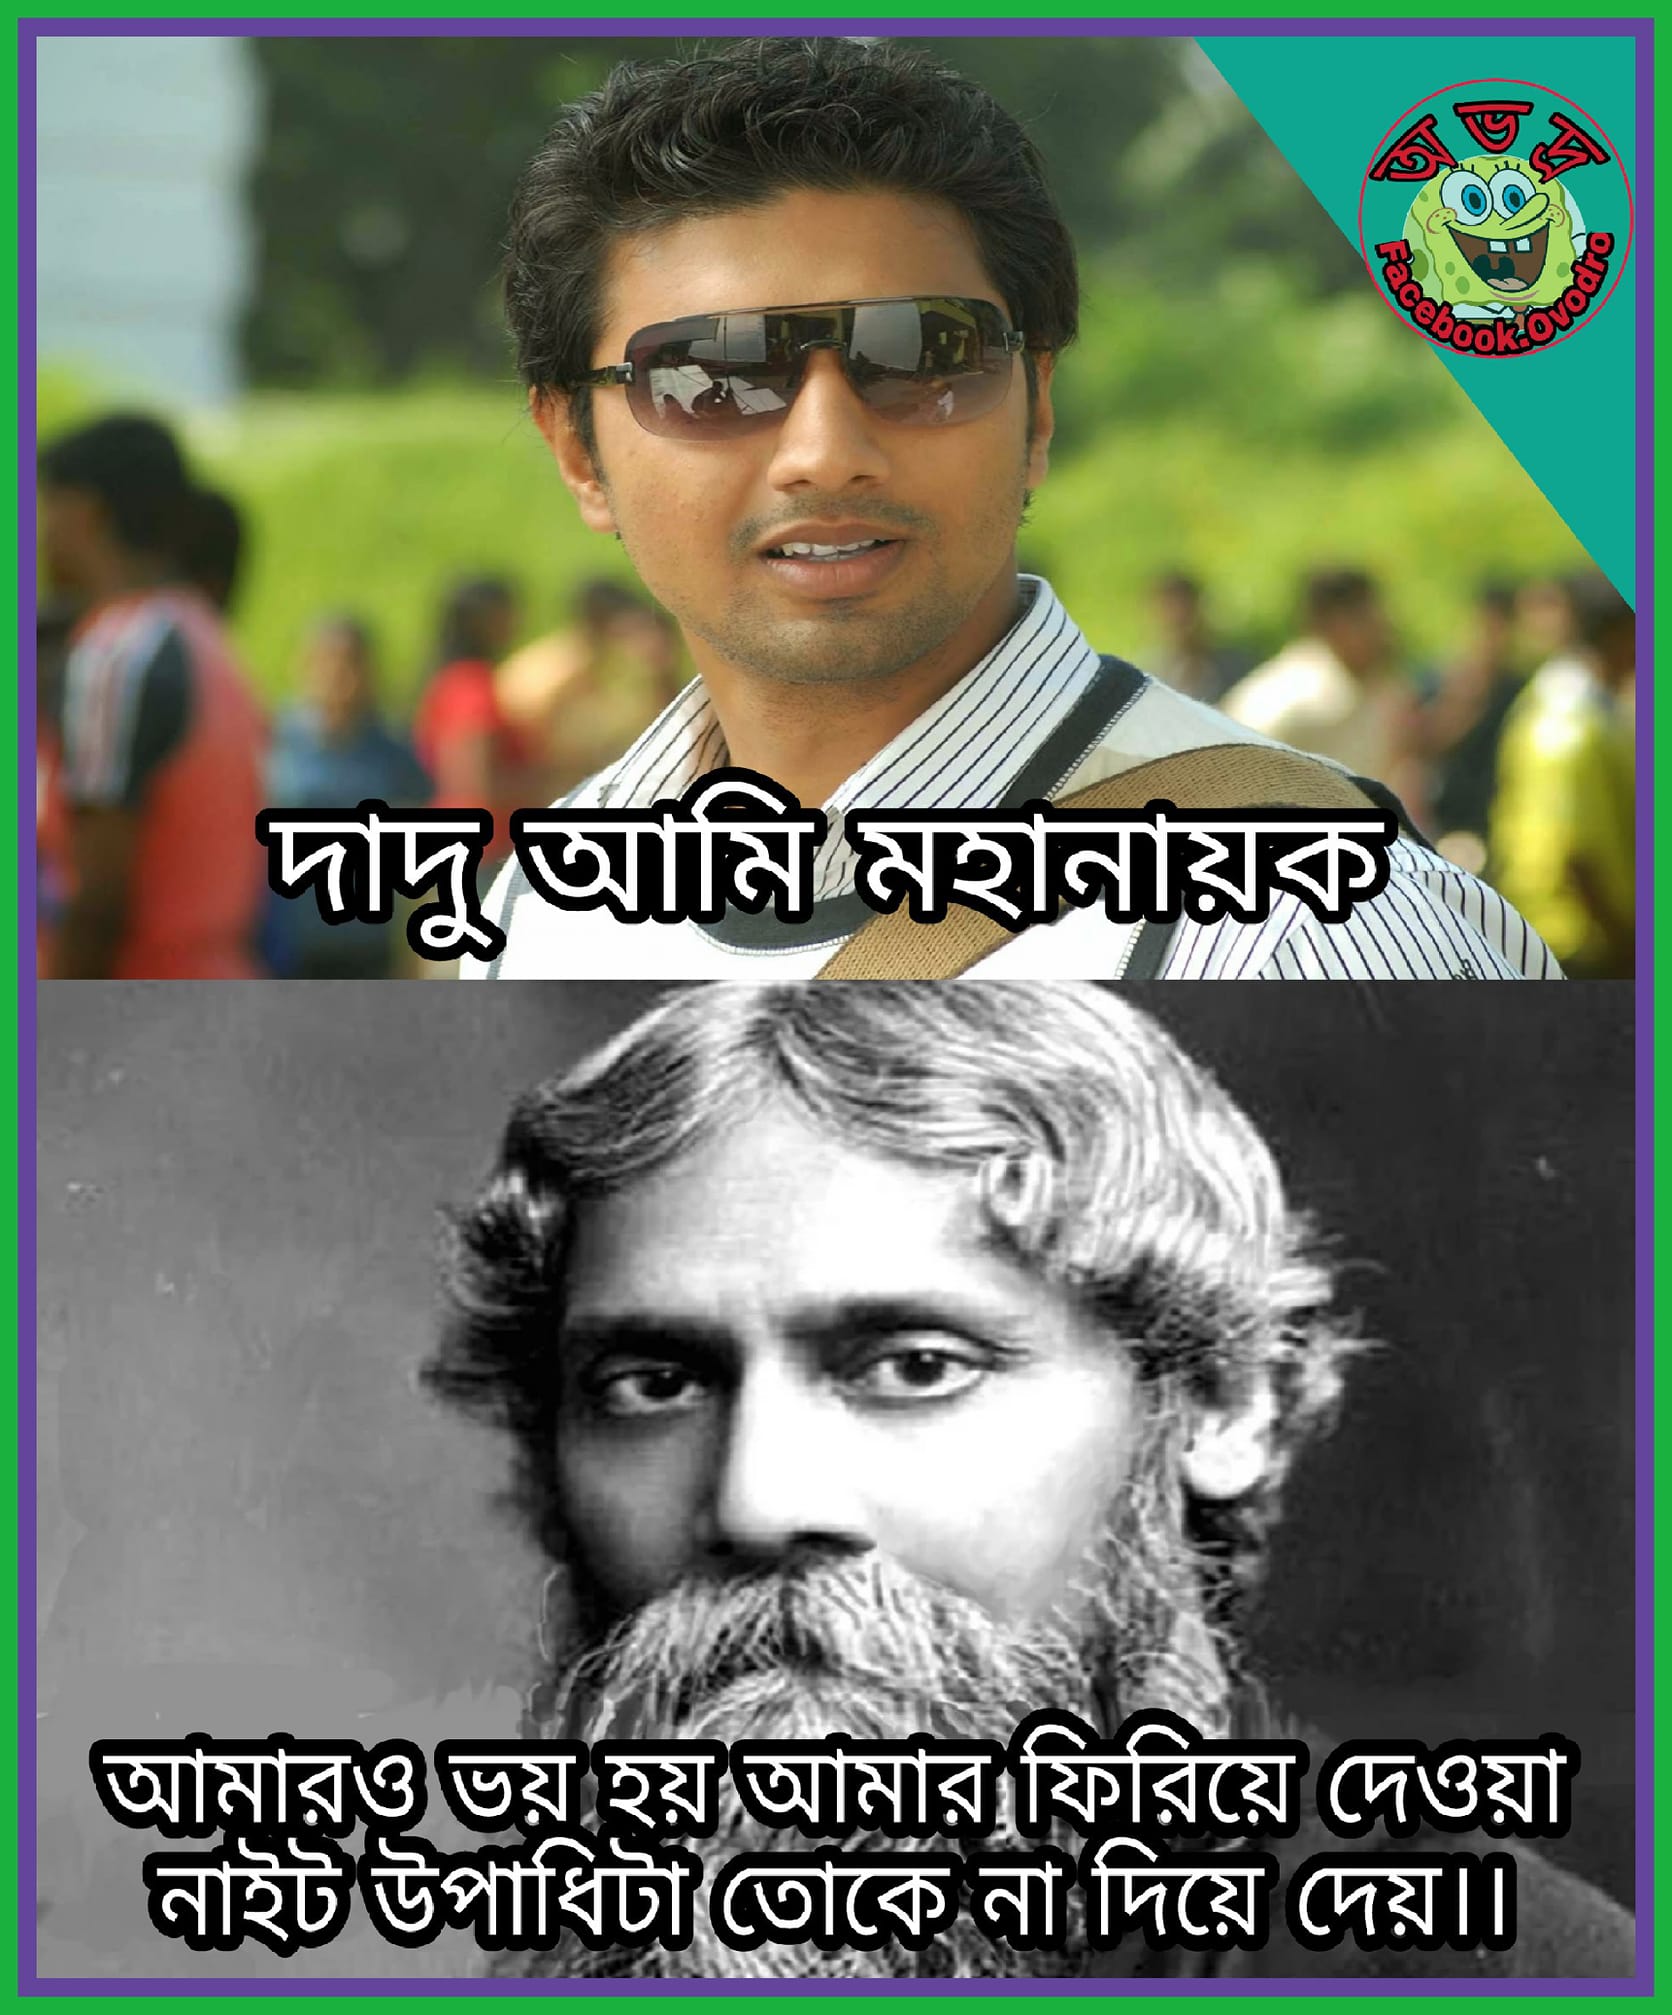 অভদ্র
Facebook.Ovodro
দাদু আমি মহানায়ক
আমারও ভয় হয় আমার ফিরিয়ে দেওয়া
নাইট উপাধিটা তোকে না দিয়ে দেয়।।